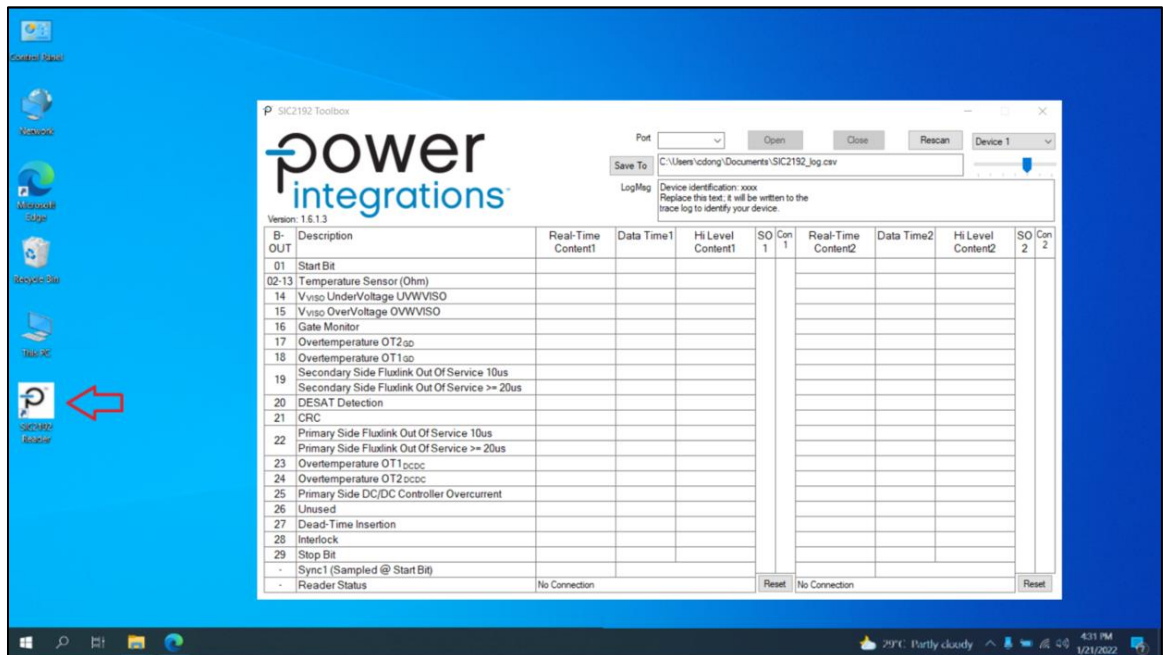 Control Panel
Network
Microsoft
Edge
Recycle Bin
This PC
SIC2192
Reader
SIC2192 Toolbox
power
integrations
Version: 1.6.1.3
Port Open Close Rescan Device 1
Save To C:\Users\cdong\Documents\SIC2192_log.csv
LogMsg Device identification: xxxx
Replace this text; it will be written to the
trace log to identify your device.
B-OUT Description Real-Time Content1 Data Time1 Hi Level Content1 SO 1 Con 1 Real-Time Content2 Data Time2 Hi Level Content2 SO 2 Con 2
01 Start Bit
02-13 Temperature Sensor (Ohm)
14 VVISO UnderVoltage UVWVISO
15 VVISO OverVoltage OVWVISO
16 Gate Monitor
17 Overtemperature OT2GD
18 Overtemperature OT1GD
19 Secondary Side Fluxlink Out Of Service 10us
Secondary Side Fluxlink Out Of Service >= 20us
20 DESAT Detection
21 CRC
22 Primary Side Fluxlink Out Of Service 10us
Primary Side Fluxlink Out Of Service >= 20us
23 Overtemperature OT1DCDC
24 Overtemperature OT2DCDC
25 Primary Side DC/DC Controller Overcurrent
26 Unused
27 Dead-Time Insertion
28 Interlock
29 Stop Bit
- Sync1 (Sampled @ Start Bit)
- Reader Status No Connection Reset No Connection Reset
29°C Partly cloudy 4:31 PM
1/21/2022